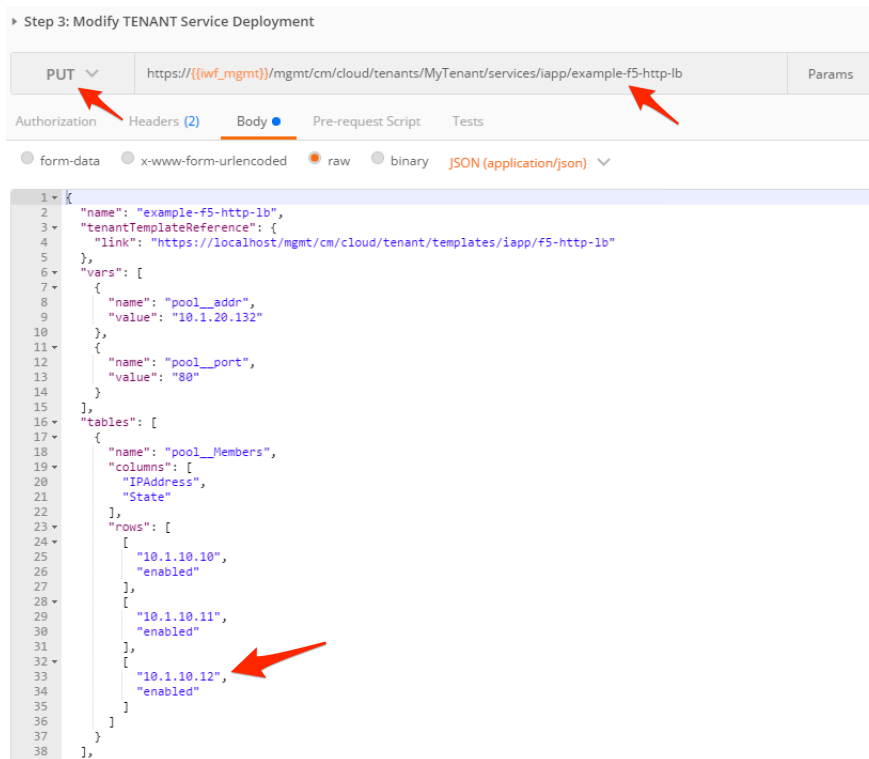 Step 3: Modify TENANT Service Deployment
PUT https://{{iwf_mgmt}}/mgmt/cm/cloud/tenants/MyTenant/services/iapp/example-f5-http-lb Params
Authorization Headers (2) Body Pre-request Script Tests
form-data x-www-form-urlencoded raw binary JSON (application/json)
1 {
2 "name": "example-f5-http-lb",
3 "tenantTemplateReference": {
4 "link": "https://localhost/mgmt/cm/cloud/tenant/templates/iapp/f5-http-lb"
5 },
6 "vars": [
7 {
8 "name": "pool__addr",
9 "value": "10.1.20.132"
10 },
11 {
12 "name": "pool__port",
13 "value": "80"
14 }
15 ],
16 "tables": [
17 {
18 "name": "pool__Members",
19 "columns": [
20 "IPAddress",
21 "State"
22 ],
23 "rows": [
24 [
25 "10.1.10.10",
26 "enabled"
27 ],
28 [
29 "10.1.10.11",
30 "enabled"
31 ],
32 [
33 "10.1.10.12",
34 "enabled"
35 ]
36 ]
37 }
38 ],